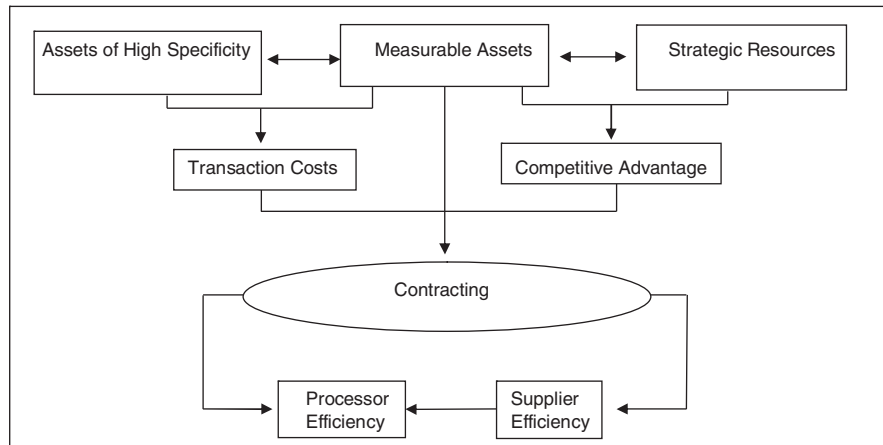 Assets of High Specificity
Measurable Assets
Strategic Resources
Transaction Costs
Competitive Advantage
Contracting
Processor
Efficiency
Supplier
Efficiency